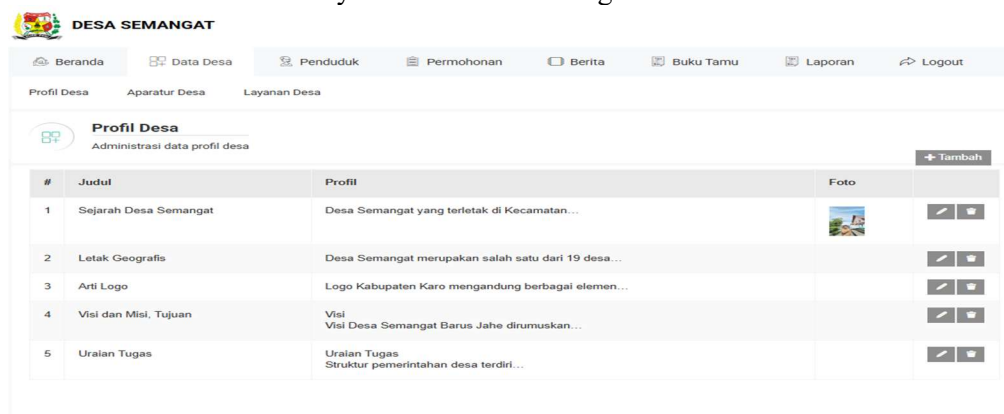 DESA SEMANGAT
Beranda Data Desa Penduduk Permohonan Berita Buku Tamu Laporan Logout
Profil Desa Aparatur Desa Layanan Desa
Profil Desa
Administrasi data profil desa
Tambah
# Judul Profil Foto
1 Sejarah Desa Semangat Desa Semangat yang terletak di Kecamatan...
2 Letak Geografis Desa Semangat merupakan salah satu dari 19 desa...
3 Arti Logo Logo Kabupaten Karo mengandung berbagai elemen...
4 Visi dan Misi, Tujuan Visi
Visi Desa Semangat Barus Jahe dirumuskan...
5 Uraian Tugas Uraian Tugas
Struktur pemerintahan desa terdiri...